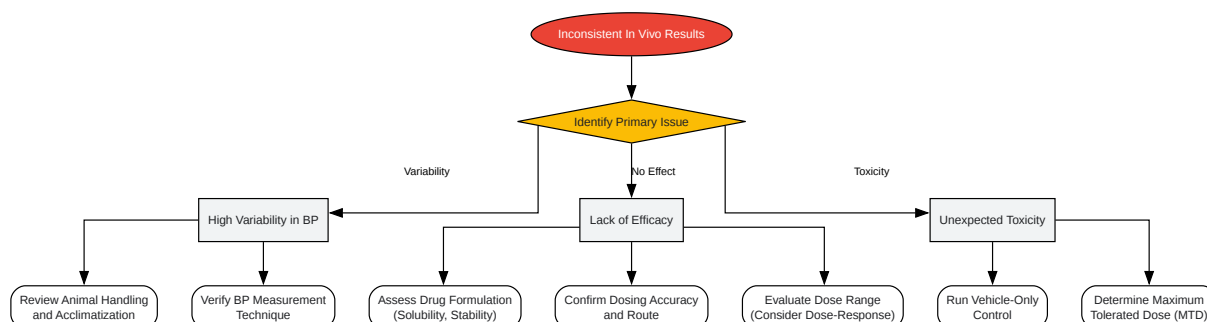 Inconsistent In Vivo Results
Identify Primary Issue
Variability
No Effect
Toxicity
High Variability in BP
Lack of Efficacy
Unexpected Toxicity
Review Animal Handling
and Acclimatization
Verify BP Measurement
Technique
Assess Drug Formulation
(Solubility, Stability)
Confirm Dosing Accuracy
and Route
Evaluate Dose Range
(Consider Dose-Response)
Run Vehicle-Only
Control
Determine Maximum
Tolerated Dose (MTD)